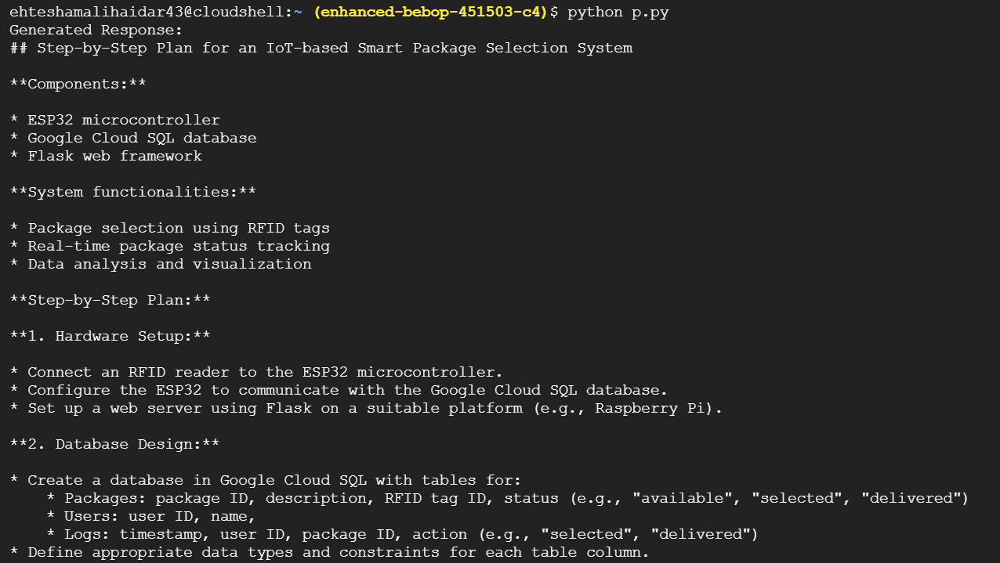 ehteshamalihaidar43@cloudshell:~ (enhanced-bebop-451503-c4)$ python p.py
Generated Response:
## Step-by-Step Plan for an IoT-based Smart Package Selection System
**Components:**
* ESP32 microcontroller
* Google Cloud SQL database
* Flask web framework
**System functionalities:**
* Package selection using RFID tags
* Real-time package status tracking
* Data analysis and visualization
**Step-by-Step Plan:**
**1. Hardware Setup:**
* Connect an RFID reader to the ESP32 microcontroller.
* Configure the ESP32 to communicate with the Google Cloud SQL database.
* Set up a web server using Flask on a suitable platform (e.g., Raspberry Pi).
**2. Database Design:**
* Create a database in Google Cloud SQL with tables for:
    * Packages: package ID, description, RFID tag ID, status (e.g., "available", "selected", "delivered")
    * Users: user ID, name,
    * Logs: timestamp, user ID, package ID, action (e.g., "selected", "delivered")
* Define appropriate data types and constraints for each table column.